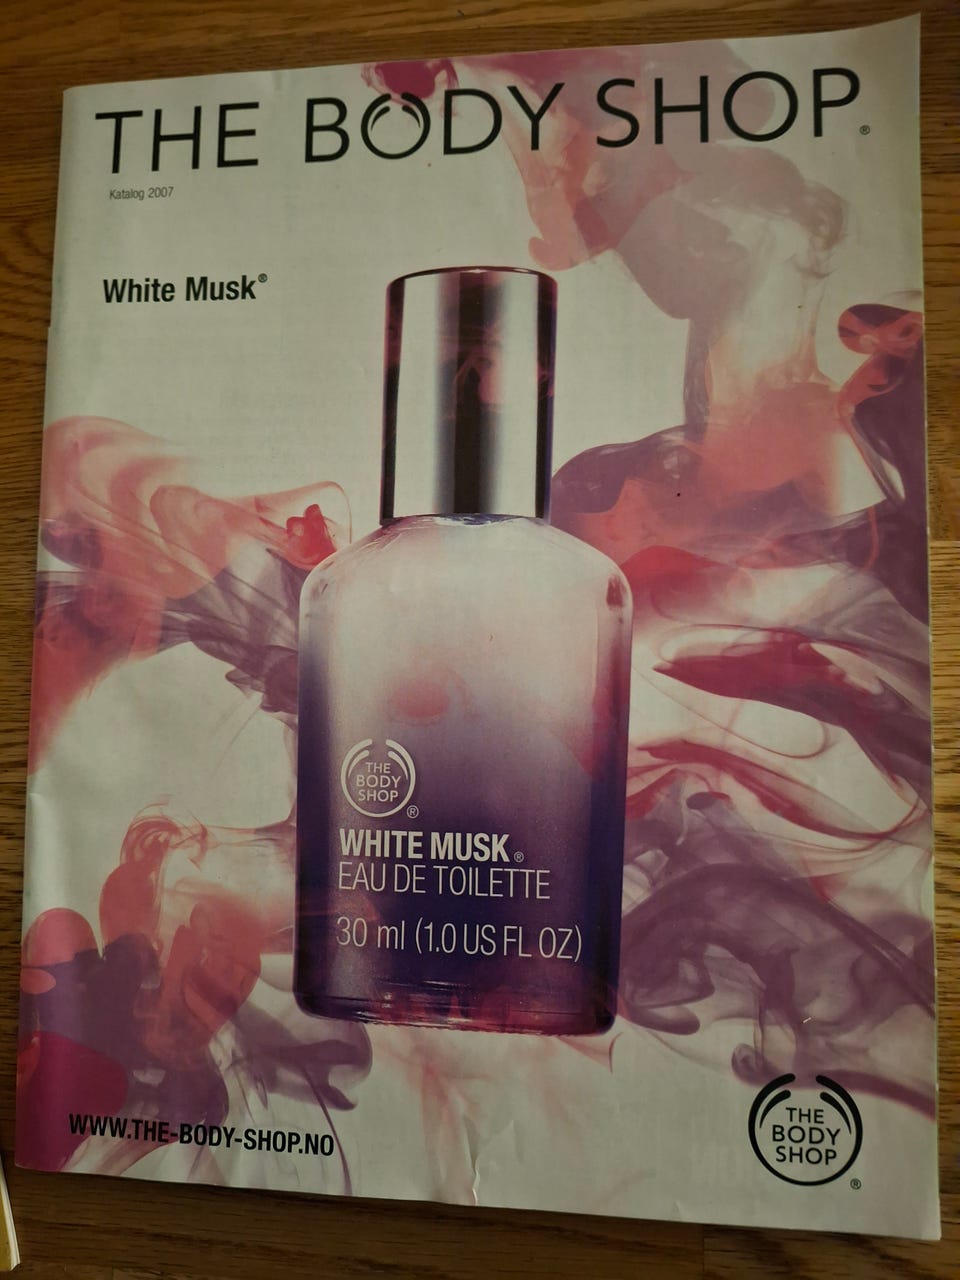 THE BODY SHOP®
Katalog 2007
White Musk®
THE
BODY
SHOP
®
WHITE MUSK®
EAU DE TOILETTE
30 ml (1.0 US FL OZ)
WWW.THE-BODY-SHOP.NO
THE
BODY
SHOP
®